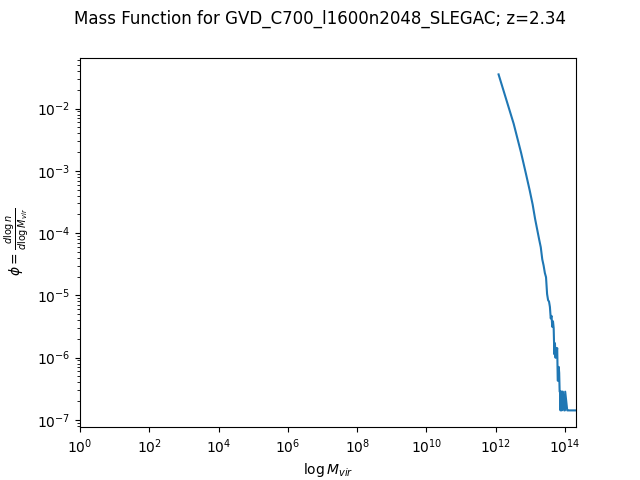 Mass Function for GVD_C700_l1600n2048_SLEGAC; z=2.34
10⁻²
10⁻³
10⁻⁴
10⁻⁵
10⁻⁶
10⁻⁷
ϕ = d log n / d log M_vir
10⁰ 10² 10⁴ 10⁶ 10⁸ 10¹⁰ 10¹² 10¹⁴
log M_vir